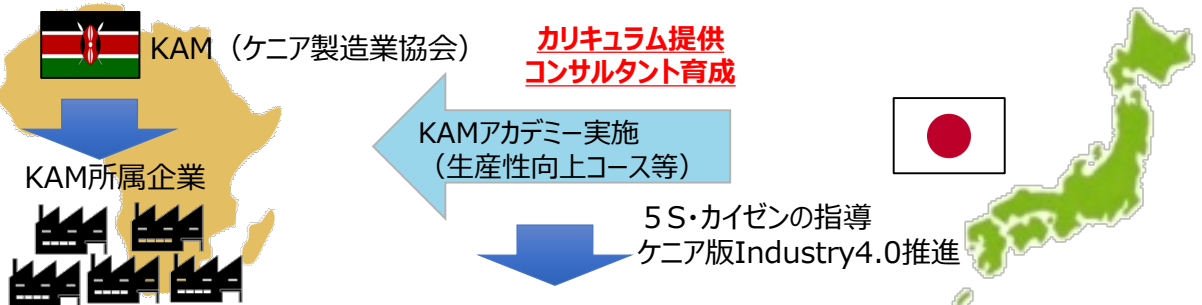 KAM（ケニア製造業協会）
カリキュラム提供
コンサルタント育成
KAMアカデミー実施
（生産性向上コース等）
KAM所属企業
５S・カイゼンの指導
ケニア版Industry4.0推進